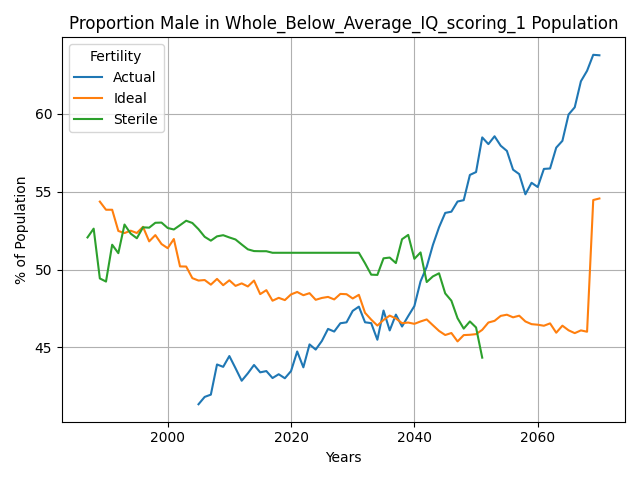 Proportion Male in Whole_Below_Average_IQ_scoring_1 Population
Fertility
Actual
Ideal
Sterile
% of Population
60
55
50
45
2000
2020
2040
2060
Years